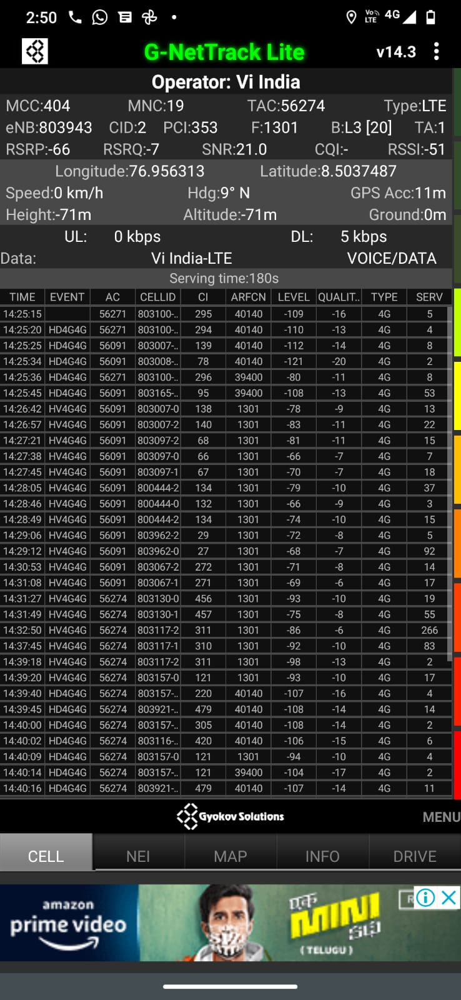 2:50 Vo LTE 4G
G-NetTrack Lite v14.3
Operator: Vi India
MCC:404 MNC:19 TAC:56274 Type:LTE
eNB:803943 CID:2 PCI:353 F:1301 B:L3 [20] TA:1
RSRP:-66 RSRQ:-7 SNR:21.0 CQI:- RSSI:-51
Longitude:76.956313 Latitude:8.5037487
Speed:0 km/h Hdg:9° N GPS Acc:11m
Height:-71m Altitude:-71m Ground:0m
UL: 0 kbps DL: 5 kbps
Data: Vi India-LTE VOICE/DATA
Serving time:180s
TIME EVENT AC CELLID CI ARFCN LEVEL QUALIT.. TYPE SERV
14:25:15 56271 803100-.. 295 40140 -109 -16 4G 5
14:25:20 HD4G4G 56271 803100-.. 294 40140 -110 -13 4G 4
14:25:25 HD4G4G 56091 803007-.. 139 40140 -112 -14 4G 8
14:25:34 HD4G4G 56091 803008-.. 78 40140 -121 -20 4G 2
14:25:36 HD4G4G 56271 803100-.. 296 39400 -80 -11 4G 8
14:25:45 HD4G4G 56091 803165-.. 95 39400 -108 -13 4G 53
14:26:42 HV4G4G 56091 803007-0 138 1301 -78 -9 4G 13
14:26:57 HV4G4G 56091 803007-2 140 1301 -83 -11 4G 22
14:27:21 HV4G4G 56091 803097-2 68 1301 -81 -11 4G 15
14:27:38 HV4G4G 56091 803097-0 66 1301 -66 -7 4G 7
14:27:45 HV4G4G 56091 803097-1 67 1301 -70 -7 4G 18
14:28:05 HV4G4G 56091 800444-2 134 1301 -79 -10 4G 37
14:28:46 HV4G4G 56091 800444-0 132 1301 -66 -9 4G 3
14:28:49 HV4G4G 56091 800444-2 134 1301 -74 -10 4G 15
14:29:06 HV4G4G 56091 803962-2 29 1301 -72 -8 4G 5
14:29:12 HV4G4G 56091 803962-0 27 1301 -68 -7 4G 92
14:30:53 HV4G4G 56091 803067-2 272 1301 -71 -8 4G 14
14:31:08 HV4G4G 56091 803067-1 271 1301 -69 -6 4G 17
14:31:27 HV4G4G 56274 803130-0 456 1301 -93 -10 4G 19
14:31:49 HV4G4G 56274 803130-1 457 1301 -75 -8 4G 55
14:32:50 HV4G4G 56274 803117-2 311 1301 -86 -6 4G 266
14:37:45 HV4G4G 56274 803117-1 310 1301 -92 -10 4G 83
14:39:18 HV4G4G 56274 803117-2 311 1301 -98 -13 4G 2
14:39:20 HV4G4G 56274 803157-0 121 1301 -93 -10 4G 17
14:39:40 HD4G4G 56274 803157-.. 220 40140 -107 -16 4G 4
14:39:45 HD4G4G 56274 803921-.. 479 40140 -108 -14 4G 14
14:40:00 HD4G4G 56274 803157-.. 305 40140 -108 -14 4G 2
14:40:02 HD4G4G 56274 803116-.. 420 40140 -106 -15 4G 6
14:40:09 HD4G4G 56274 803157-0 121 1301 -94 -10 4G 4
14:40:14 HD4G4G 56274 803157-.. 121 39400 -104 -17 4G 2
14:40:16 HD4G4G 56274 803921-.. 479 40140 -107 -14 4G 11
Gyokov Solutions MENU
CELL NEI MAP INFO DRIVE
amazon
prime video
एक
MINI
कथा
(TELUGU)